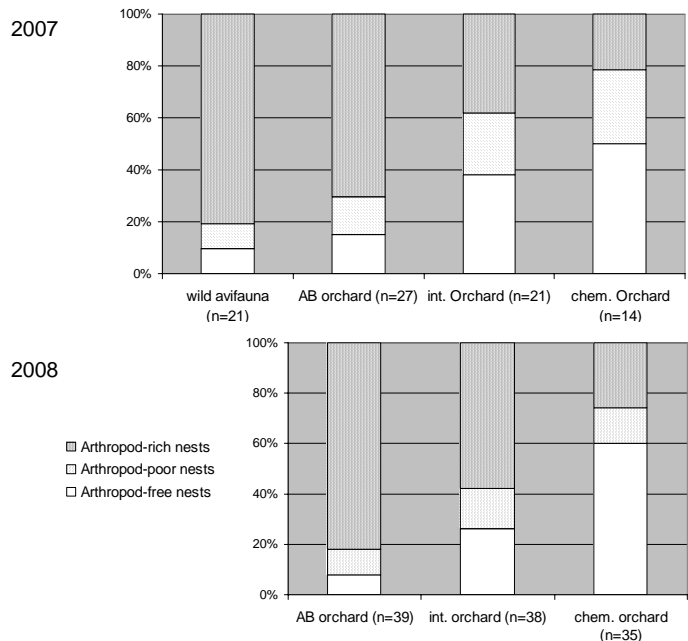 2007
100%
80%
60%
40%
20%
0%
wild avifauna (n=21)
AB orchard (n=27)
int. Orchard (n=21)
chem. Orchard (n=14)
2008
Arthropod-rich nests
Arthropod-poor nests
Arthropod-free nests
100%
80%
60%
40%
20%
0%
AB orchard (n=39)
int. orchard (n=38)
chem. orchard (n=35)